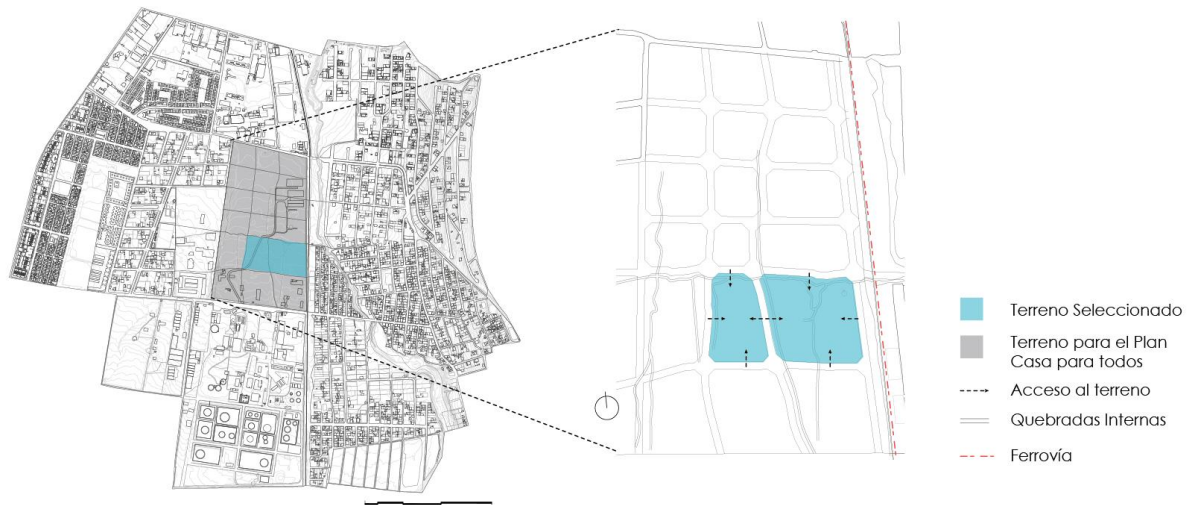 Terreno Seleccionado
Terreno para el Plan
Casa para todos
Acceso al terreno
Quebradas Internas
Ferrovía